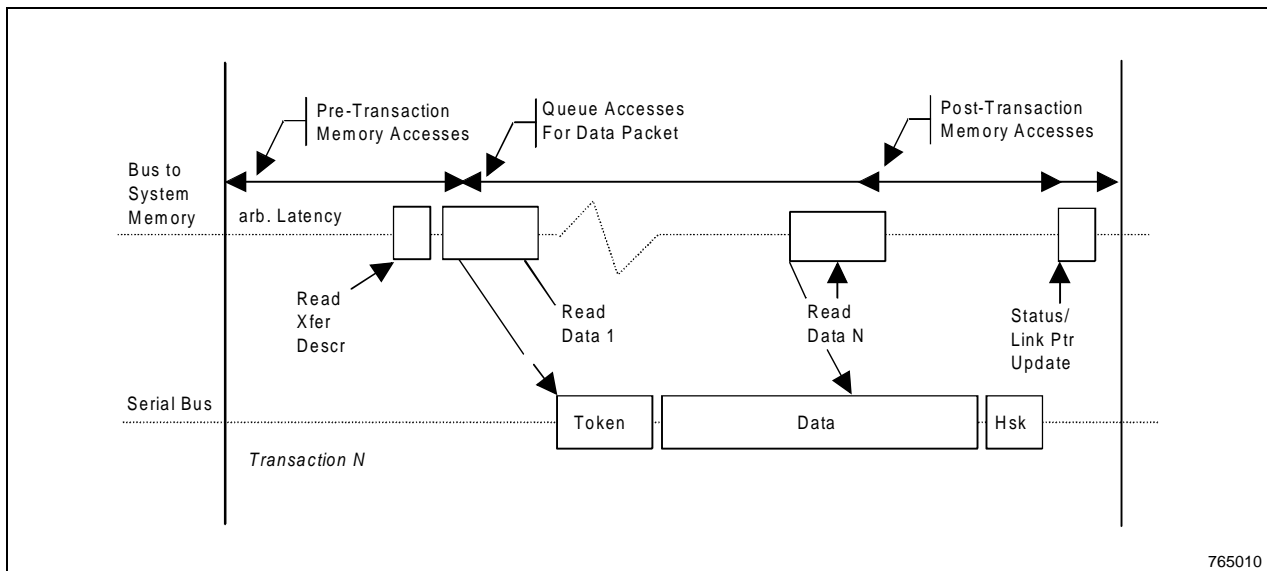 Pre-Transaction
Memory Accesses
Queue Accesses
For Data Packet
Post-Transaction
Memory Accesses
Bus to
System
Memory
arb. Latency
Read
Xfer
Descr
Read
Data 1
Read
Data N
Status/
Link Ptr
Update
Serial Bus
Token
Data
Hsk
Transaction N
765010